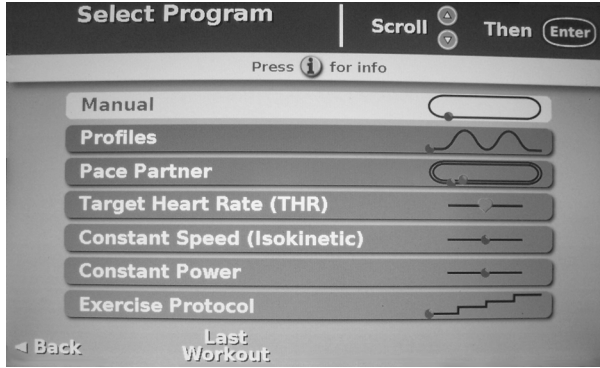 Select Program
Scroll Then Enter
Press i for info
Manual
Profiles
Pace Partner
Target Heart Rate (THR)
Constant Speed (Isokinetic)
Constant Power
Exercise Protocol
Back
Last
Workout